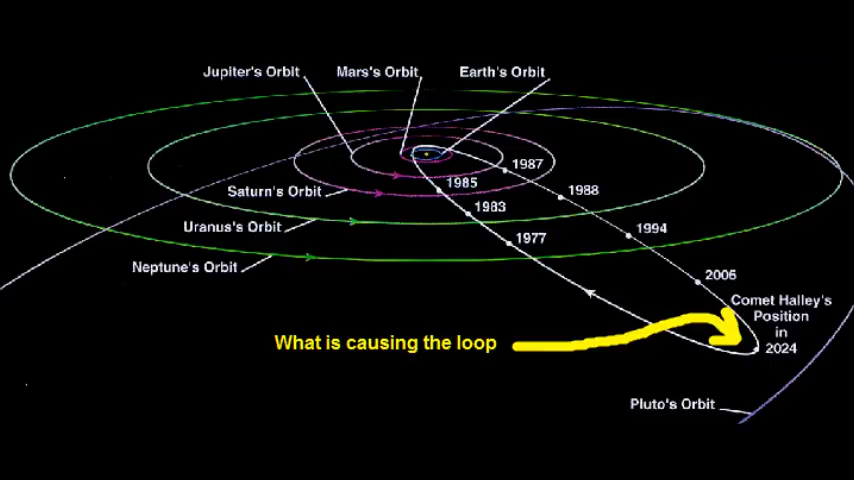 Jupiter's Orbit
Mars's Orbit
Earth's Orbit
1987
1985
Saturn's Orbit
1988
1983
Uranus's Orbit
1994
1977
Neptune's Orbit
2005
Comet Halley's
Position
in
2024
What is causing the loop
Pluto's Orbit